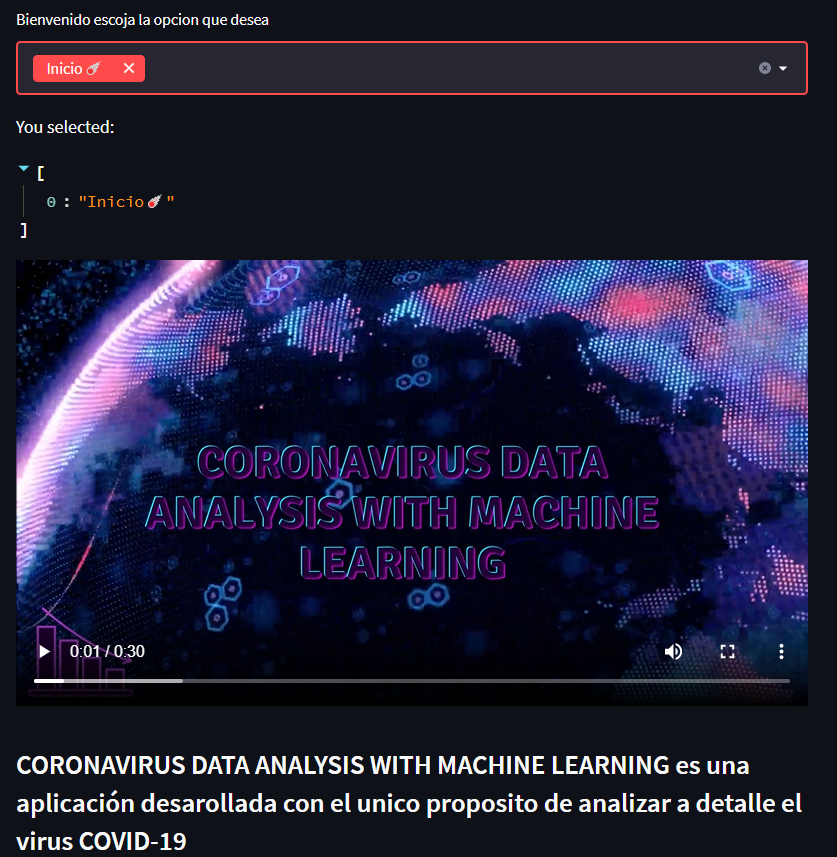 Bienvenido escoja la opcion que desea
Inicio☄️ ×
You selected:
[
0 : "Inicio☄️"
]
CORONAVIRUS DATA
ANALYSIS WITH MACHINE
LEARNING
0:01 / 0:30
CORONAVIRUS DATA ANALYSIS WITH MACHINE LEARNING es una
aplicación desarollada con el unico proposito de analizar a detalle el
virus COVID-19